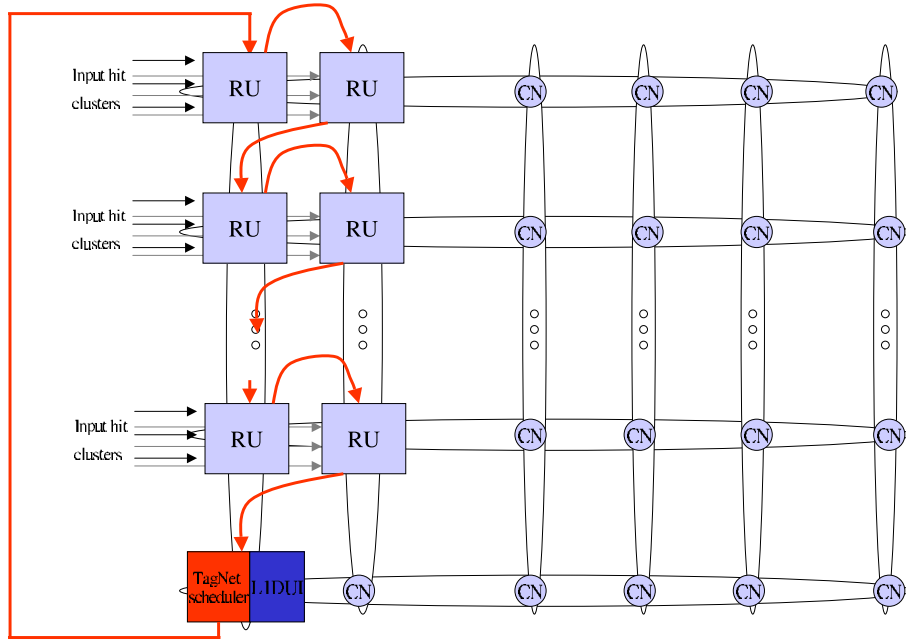 RU RU CN CN CN CN
Input hit
clusters
RU RU CN CN CN CN
Input hit
clusters
RU RU CN CN CN CN
Input hit
clusters
TagNet
scheduler
L1DUI
CN CN CN CN CN